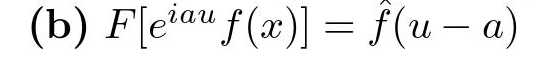 (b) F[e^{iau} f(x)] = \hat{f}(u − a)